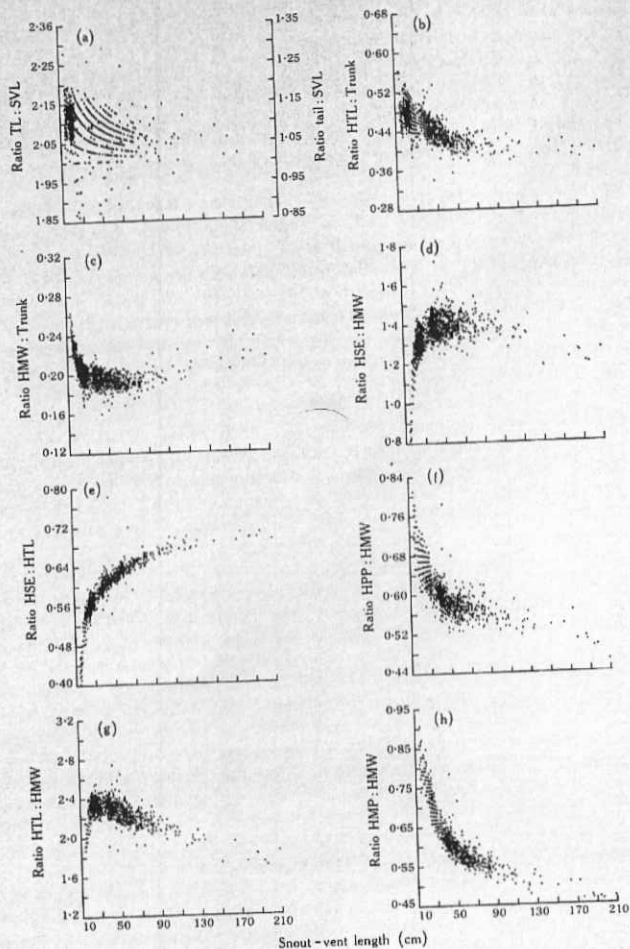 (a)
Ratio TL : SVL
2·36
2·25
2·15
2·05
1·95
1·85
Ratio tail : SVL
1·35
1·25
1·15
1·05
0·95
0·85
(b)
Ratio HTL : Trunk
0·68
0·60
0·52
0·44
0·36
0·28
(c)
Ratio HMW : Trunk
0·32
0·28
0·24
0·20
0·16
0·12
(d)
Ratio HSE : HMW
1·8
1·6
1·4
1·2
1·0
0·8
(e)
Ratio HSE : HTL
0·80
0·72
0·64
0·56
0·48
0·40
(f)
Ratio HPP : HMW
0·84
0·76
0·68
0·60
0·52
0·44
(g)
Ratio HTL : HMW
3·2
2·8
2·4
2·0
1·6
1·2
10 50 90 130 170 210
(h)
Ratio HMP : HMW
0·95
0·85
0·75
0·65
0·55
0·45
10 50 90 130 170 210
Snout-vent length (cm)